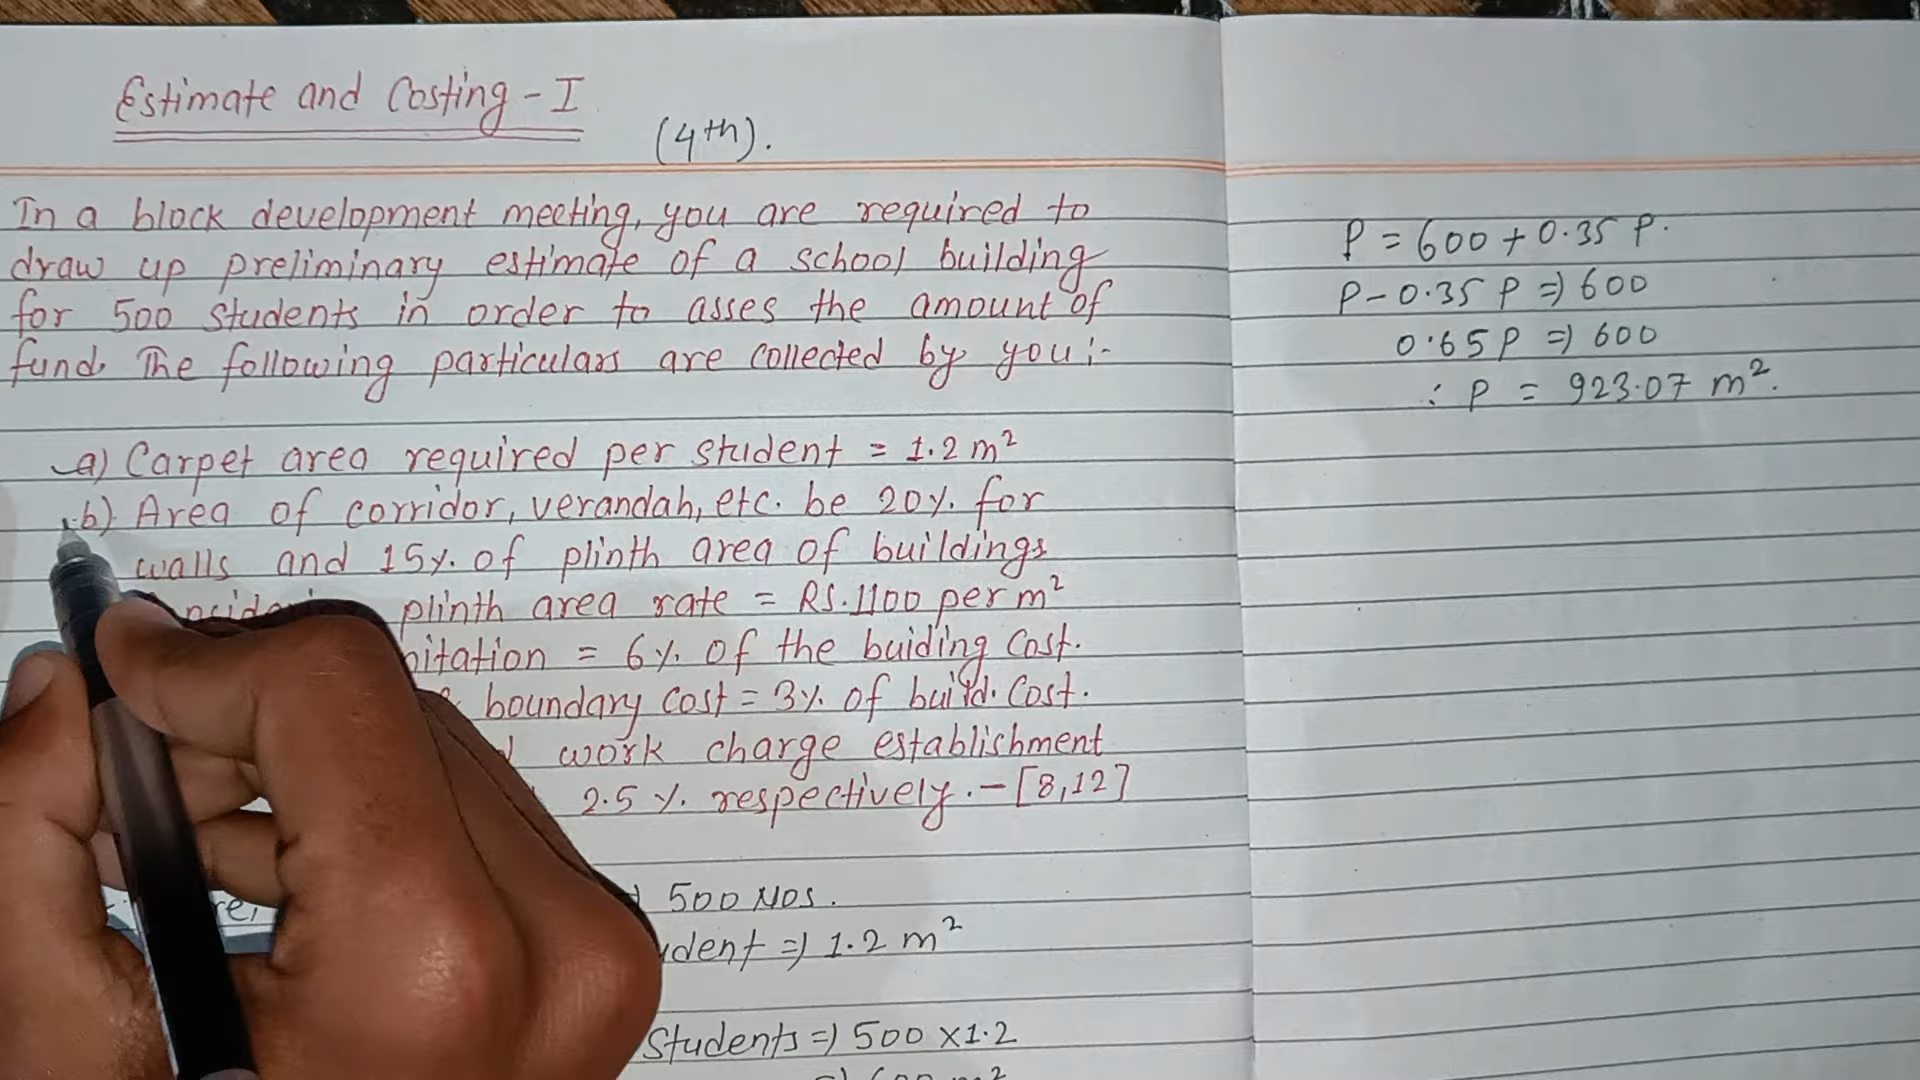 Estimate and Costing - I
(4th).
In a block development meeting, you are required to
draw up preliminary estimate of a school building
for 500 students in order to asses the amount of
fund. The following particulars are collected by you :-
a) Carpet area required per student = 1.2 m²
b) Area of corridor, verandah, etc. be 20%. for
walls and 15%. of plinth area of buildings
plinth area rate = RS. 1100 per m²
= 6%. of the buiding cost.
boundary cost = 3%. of build. cost.
work charge establishment
2.5 %. respectively. - [8,12]
500 Nos.
⇒ 1.2 m²
Students ⇒ 500 × 1.2
P = 600 + 0.35 P.
P - 0.35 P ⇒ 600
0.65 P ⇒ 600
∴ P = 923.07 m².